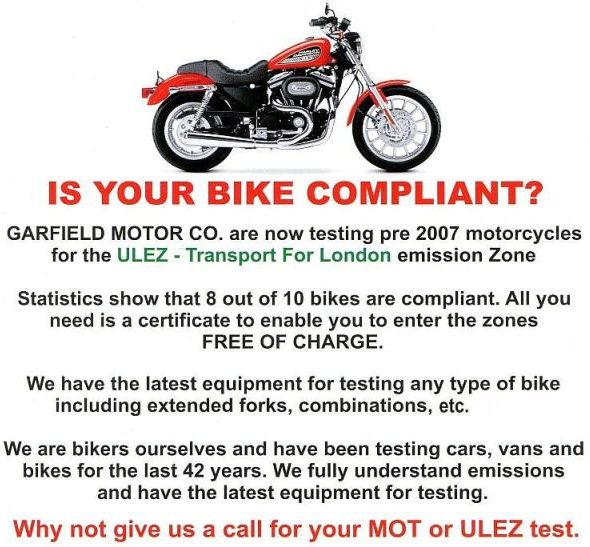 HARLEY
IS YOUR BIKE COMPLIANT?
GARFIELD MOTOR CO. are now testing pre 2007 motorcycles
for the ULEZ - Transport For London emission Zone
Statistics show that 8 out of 10 bikes are compliant. All you
need is a certificate to enable you to enter the zones
FREE OF CHARGE.
We have the latest equipment for testing any type of bike
including extended forks, combinations, etc.
We are bikers ourselves and have been testing cars, vans and
bikes for the last 42 years. We fully understand emissions
and have the latest equipment for testing.
Why not give us a call for your MOT or ULEZ test.